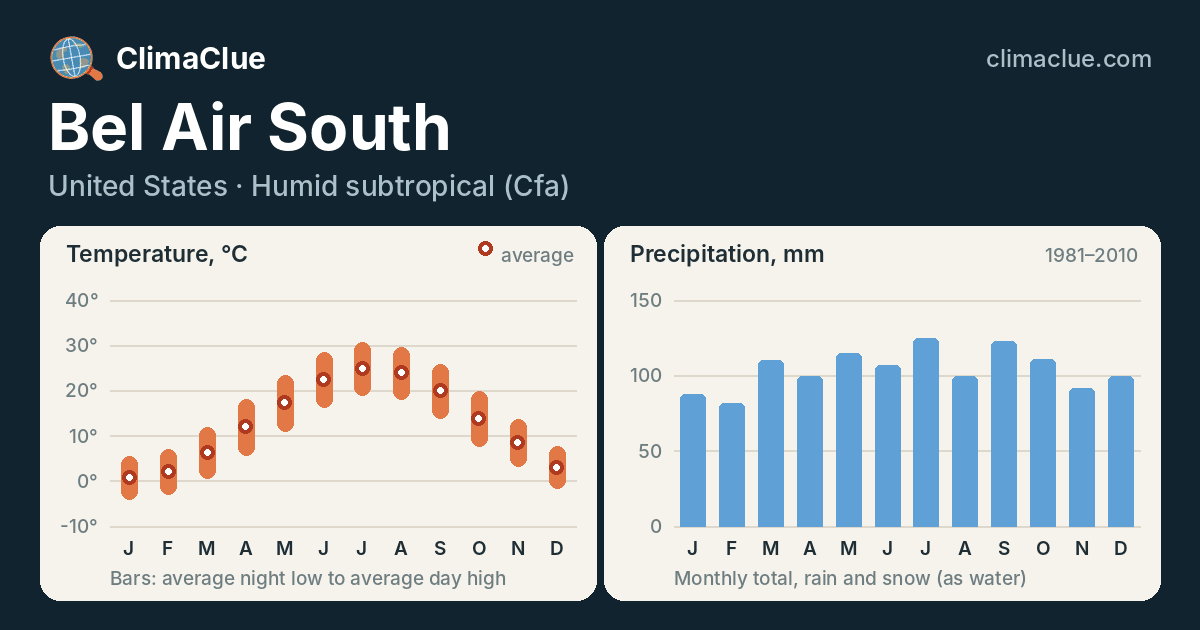 ClimaClue
climaclue.com
Bel Air South
United States · Humid subtropical (Cfa)
Temperature, °C
average
40°
30°
20°
10°
0°
-10°
J F M A M J J A S O N D
Bars: average night low to average day high
Precipitation, mm
1981–2010
150
100
50
0
J F M A M J J A S O N D
Monthly total, rain and snow (as water)